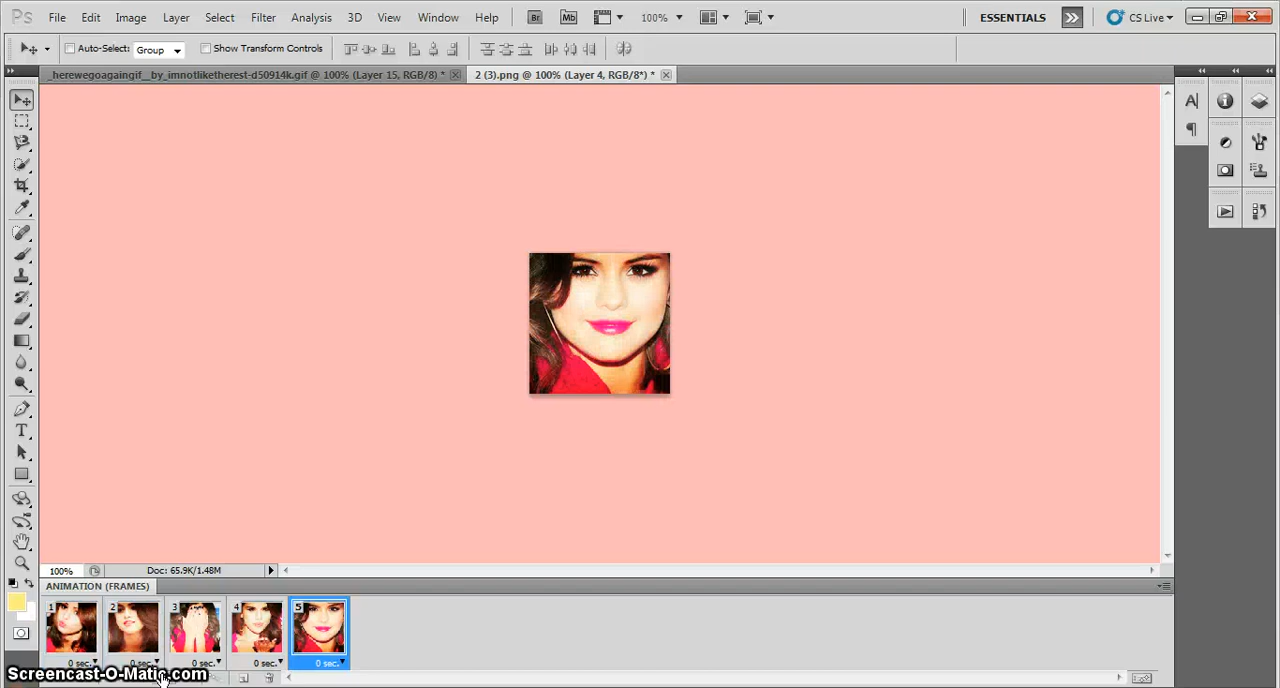 Ps File Edit Image Layer Select Filter Analysis 3D View Window Help Br Mb 100% ESSENTIALS CS Live
Auto-Select: Group Show Transform Controls
_herewegoagaingif__by_imnotliketherest-d50914k.gif @ 100% (Layer 15, RGB/8) * 2 (3).png @ 100% (Layer 4, RGB/8*) *
A
T
100% Doc: 65.9K/1.48M
ANIMATION (FRAMES)
1 2 3 4 5
0 sec. 0 sec. 0 sec. 0 sec. 0 sec.
Screencast-O-Matic.com